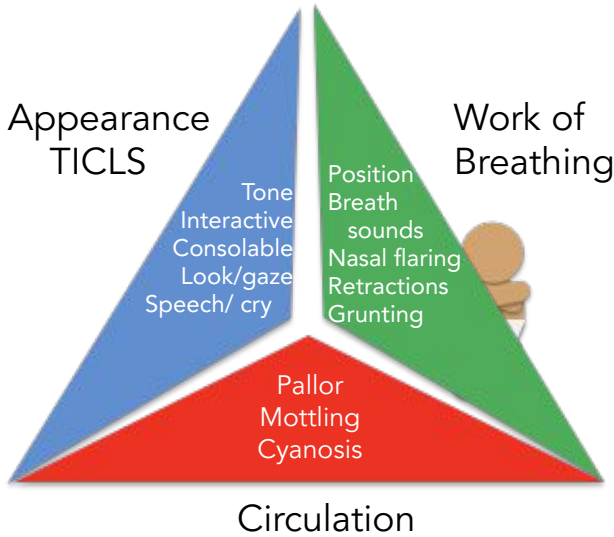 Appearance
TICLS
Work of
Breathing
Tone
Interactive
Consolable
Look/gaze
Speech/ cry
Position
Breath
sounds
Nasal flaring
Retractions
Grunting
Pallor
Mottling
Cyanosis
Circulation